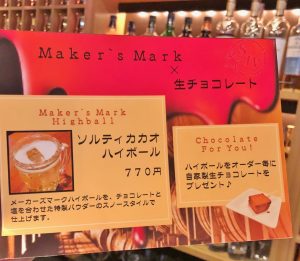 Maker`s Mark
×
生チョコレート
Maker`s Mark
Highball
ソルティカカオ
ハイボール
770円
メーカーズマークハイボールを、チョコレートと
塩を合わせた特製パウダーのスノースタイルで
仕上げます。
Chocolate
For You!
ハイボールをオーダー毎に
自家製生チョコレートを
プレゼント♪